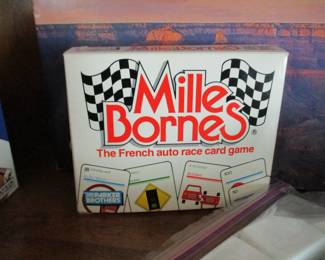 Mille
Bornes®
The French auto race card game
PARKER
BROTHERS